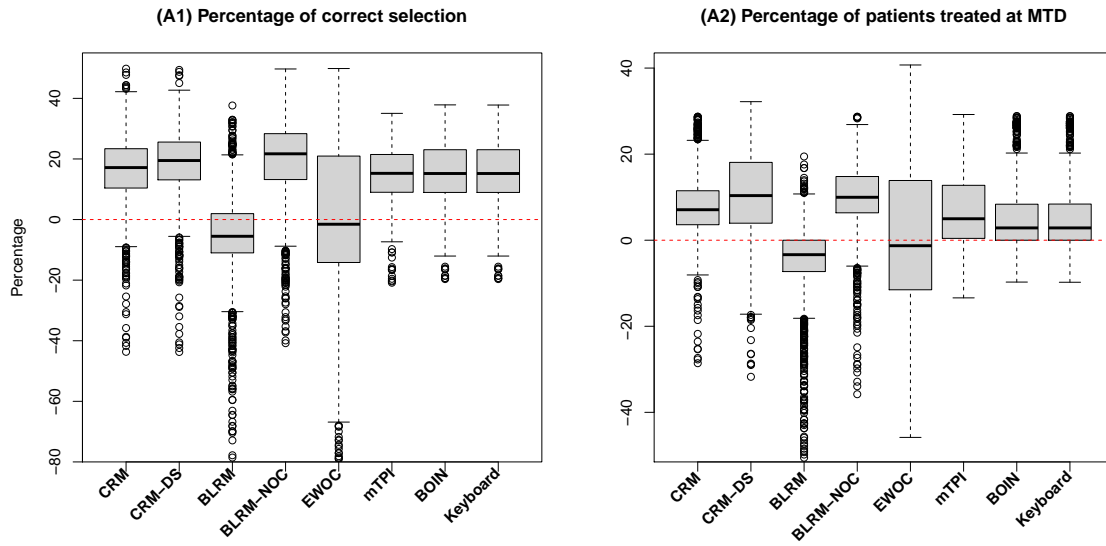 (A1) Percentage of correct selection
Percentage
40
20
0
−20
−40
−60
−80
CRM
CRM−DS
BLRM
BLRM−NOC
EWOC
mTPI
BOIN
Keyboard
(A2) Percentage of patients treated at MTD
40
20
0
−20
−40
CRM
CRM−DS
BLRM
BLRM−NOC
EWOC
mTPI
BOIN
Keyboard